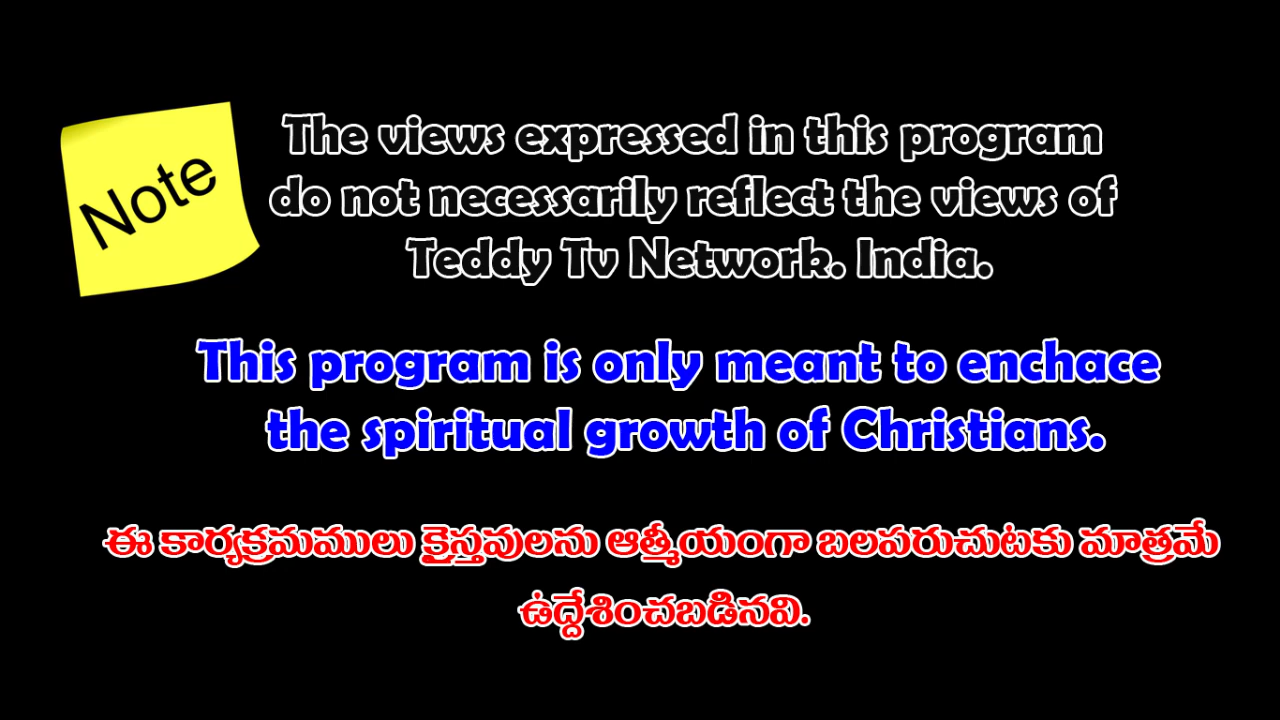 Note
The views expressed in this program
do not necessarily reflect the views of
Teddy Tv Network. India.
This program is only meant to enchace
the spiritual growth of Christians.
ఈ కార్యక్రమములు క్రైస్తవులను ఆత్మీయంగా బలపరుచుటకు మాత్రమే
ఉద్దేశించబడినవి.